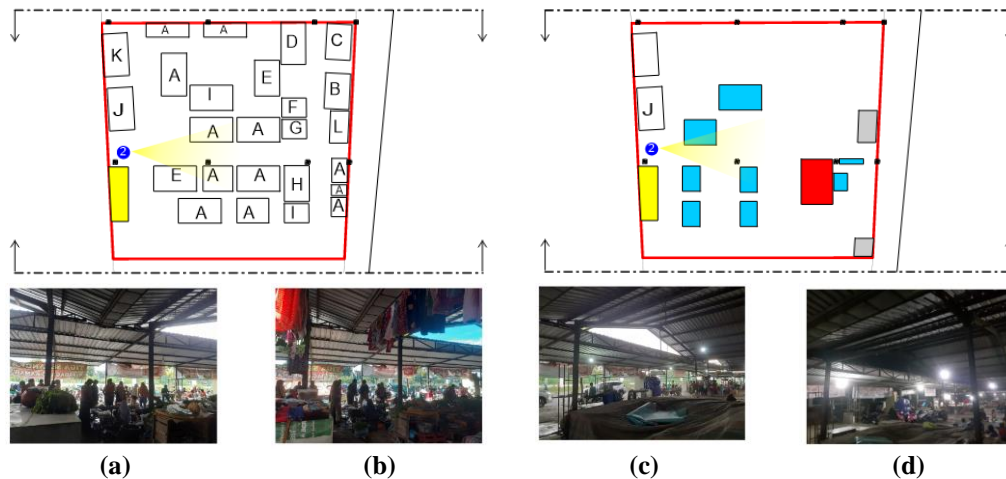 A A
D C
K
A E
I B
F
J
A A G L
2
E A A H A
A
A A I A
J
2
(a) (b) (c) (d)